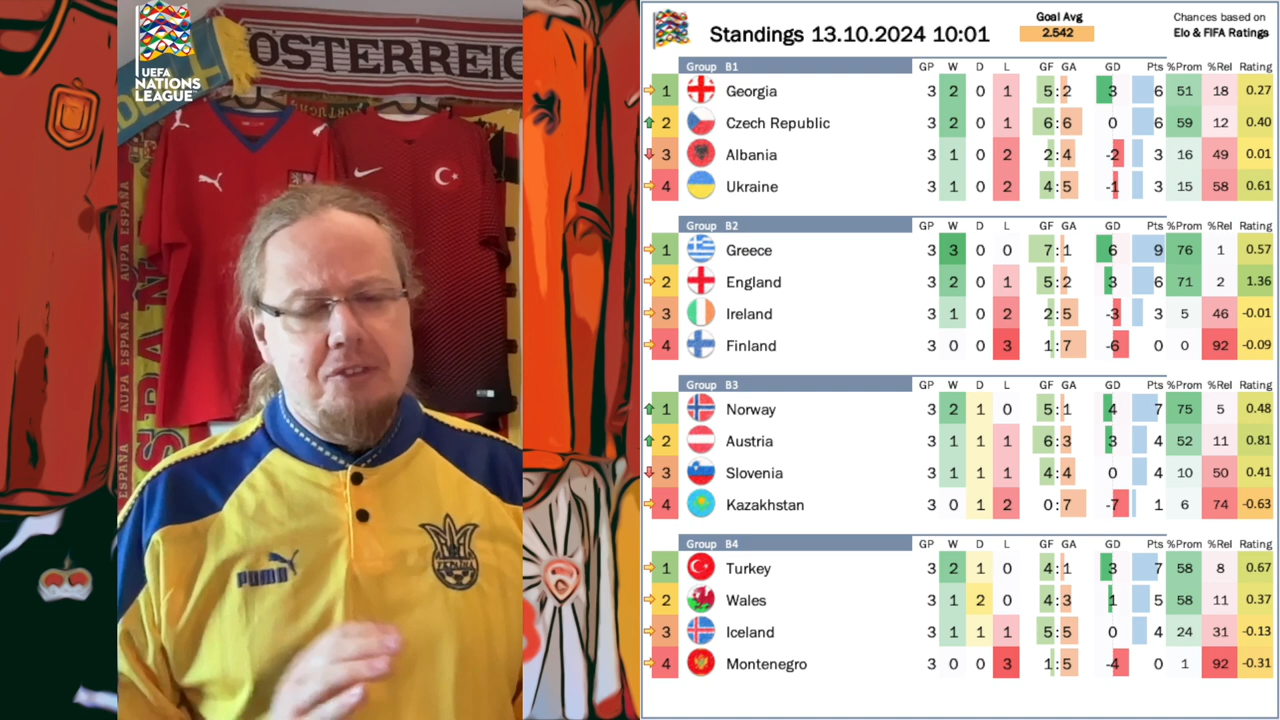 UEFA
NATIONS
LEAGUE
ÖSTERREIC
AUPA ESPAÑA
AUPA ESPAÑA
ESPAÑA
PUMA
УКРАЇНА
Standings 13.10.2024 10:01
Goal Avg
2.542
Chances based on
Elo & FIFA Ratings
Group B1 GP W D L GF GA GD Pts %Prom %Rel Rating
1 Georgia 3 2 0 1 5:2 3 6 51 18 0.27
2 Czech Republic 3 2 0 1 6:6 0 6 59 12 0.40
3 Albania 3 1 0 2 2:4 -2 3 16 49 0.01
4 Ukraine 3 1 0 2 4:5 -1 3 15 58 0.61
Group B2 GP W D L GF GA GD Pts %Prom %Rel Rating
1 Greece 3 3 0 0 7:1 6 9 76 1 0.57
2 England 3 2 0 1 5:2 3 6 71 2 1.36
3 Ireland 3 1 0 2 2:5 -3 3 5 46 -0.01
4 Finland 3 0 0 3 1:7 -6 0 0 92 -0.09
Group B3 GP W D L GF GA GD Pts %Prom %Rel Rating
1 Norway 3 2 1 0 5:1 4 7 75 5 0.48
2 Austria 3 1 1 1 6:3 3 4 52 11 0.81
3 Slovenia 3 1 1 1 4:4 0 4 10 50 0.41
4 Kazakhstan 3 0 1 2 0:7 -7 1 6 74 -0.63
Group B4 GP W D L GF GA GD Pts %Prom %Rel Rating
1 Turkey 3 2 1 0 4:1 3 7 58 8 0.67
2 Wales 3 1 2 0 4:3 1 5 58 11 0.37
3 Iceland 3 1 1 1 5:5 0 4 24 31 -0.13
4 Montenegro 3 0 0 3 1:5 -4 0 1 92 -0.31